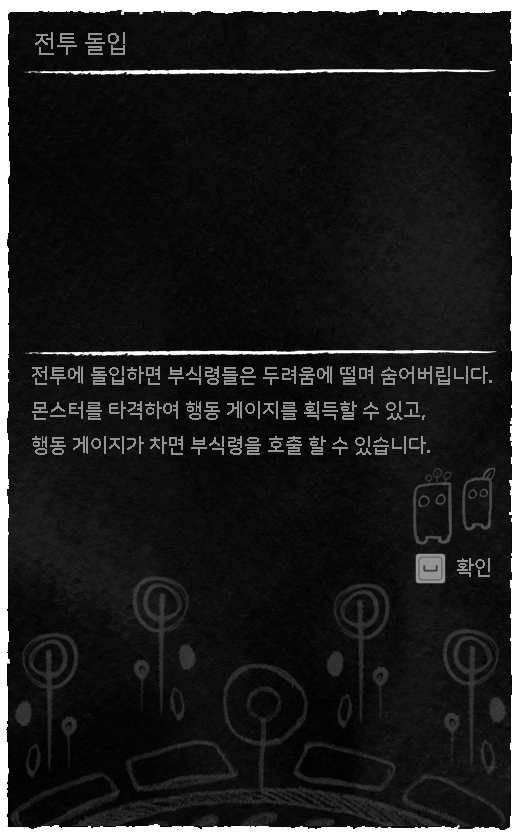 전투 돌입
전투에 돌입하면 부식령들은 두려움에 떨며 숨어버립니다.
몬스터를 타격하여 행동 게이지를 획득할 수 있고,
행동 게이지가 차면 부식령을 호출 할 수 있습니다.
확인